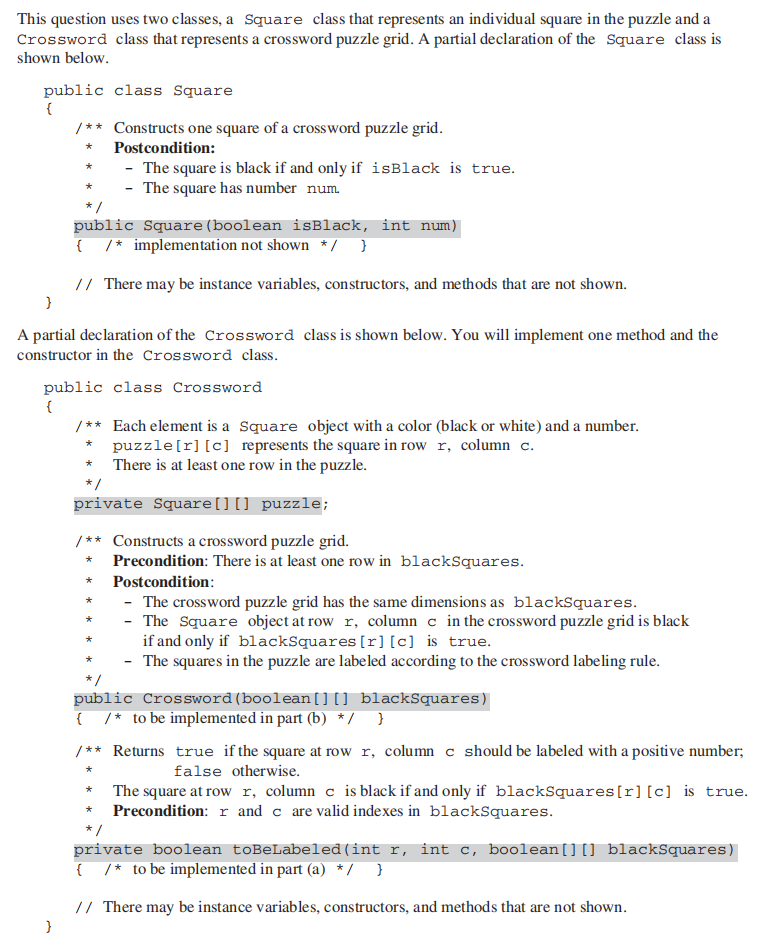 This question uses two classes, a Square class that represents an individual square in the puzzle and a
Crossword class that represents a crossword puzzle grid. A partial declaration of the Square class is
shown below.
public class Square
{
/** Constructs one square of a crossword puzzle grid.
* Postcondition:
* - The square is black if and only if isBlack is true.
* - The square has number num.
*/
public Square(boolean isBlack, int num)
{ /* implementation not shown */ }
// There may be instance variables, constructors, and methods that are not shown.
}
A partial declaration of the Crossword class is shown below. You will implement one method and the
constructor in the Crossword class.
public class Crossword
{
/** Each element is a Square object with a color (black or white) and a number.
* puzzle[r][c] represents the square in row r, column c.
* There is at least one row in the puzzle.
*/
private Square[][] puzzle;
/** Constructs a crossword puzzle grid.
* Precondition: There is at least one row in blackSquares.
* Postcondition:
* - The crossword puzzle grid has the same dimensions as blackSquares.
* - The Square object at row r, column c in the crossword puzzle grid is black
* if and only if blackSquares[r][c] is true.
* - The squares in the puzzle are labeled according to the crossword labeling rule.
*/
public Crossword(boolean[][] blackSquares)
{ /* to be implemented in part (b) */ }
/** Returns true if the square at row r, column c should be labeled with a positive number;
* false otherwise.
* The square at row r, column c is black if and only if blackSquares[r][c] is true.
* Precondition: r and c are valid indexes in blackSquares.
*/
private boolean toBeLabeled(int r, int c, boolean[][] blackSquares)
{ /* to be implemented in part (a) */ }
// There may be instance variables, constructors, and methods that are not shown.
}